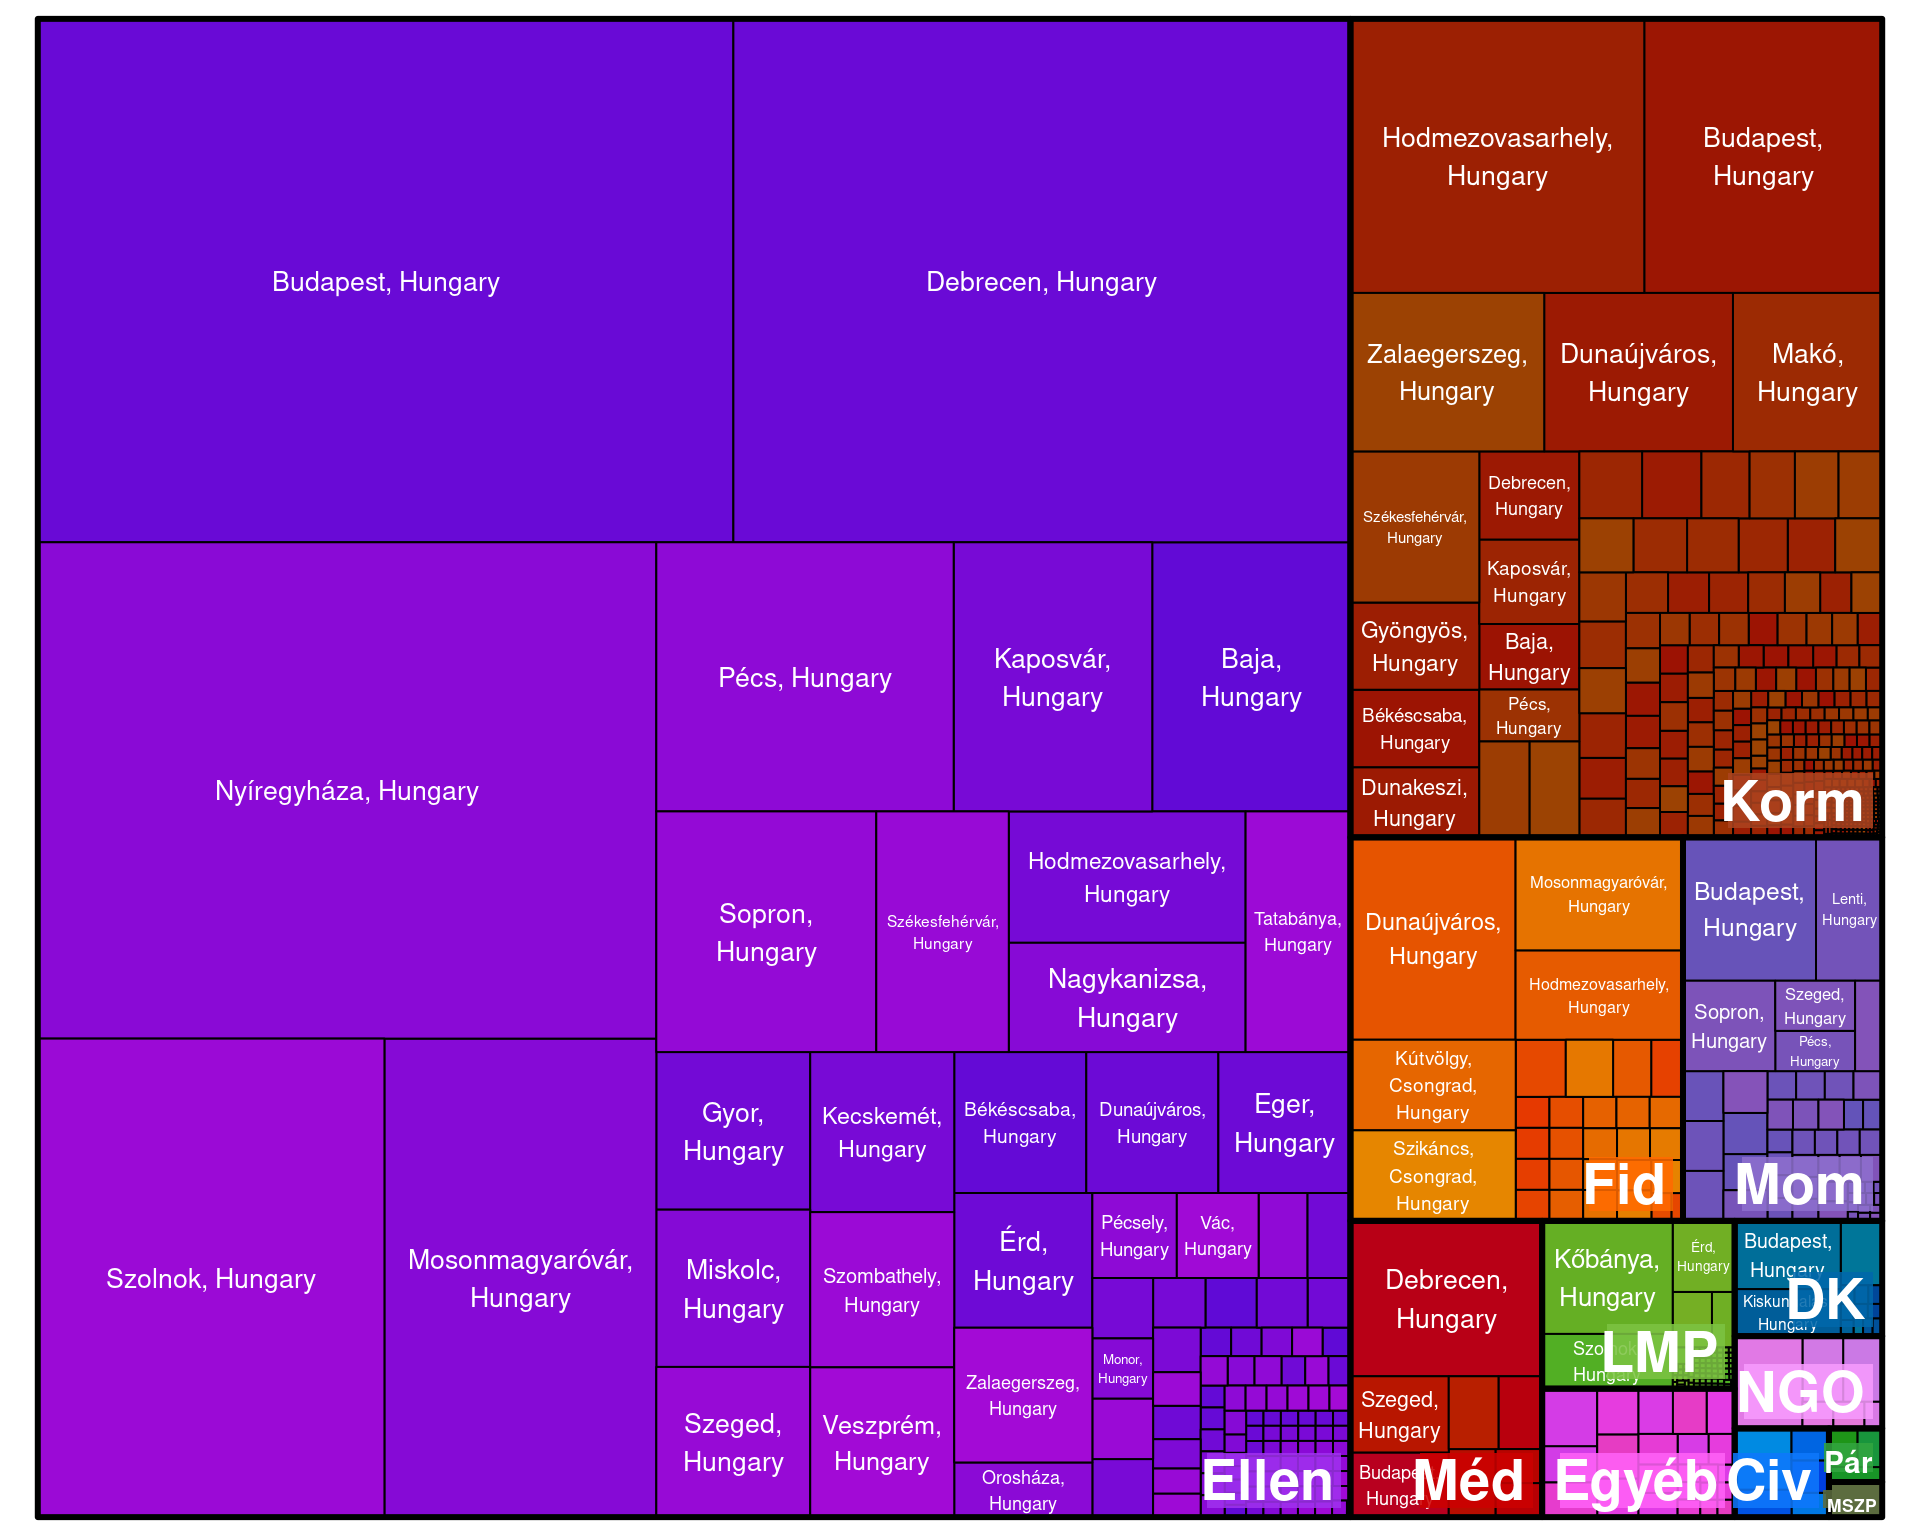 Budapest, Hungary
Debrecen, Hungary
Nyíregyháza, Hungary
Pécs, Hungary
Kaposvár,
Hungary
Baja,
Hungary
Sopron,
Hungary
Székesfehérvár,
Hungary
Hodmezovasarhely,
Hungary
Nagykanizsa,
Hungary
Tatabánya,
Hungary
Szolnok, Hungary
Mosonmagyaróvár,
Hungary
Gyor,
Hungary
Kecskemét,
Hungary
Békéscsaba,
Hungary
Dunaújváros,
Hungary
Eger,
Hungary
Miskolc,
Hungary
Szombathely,
Hungary
Érd,
Hungary
Pécsely,
Hungary
Vác,
Hungary
Monor,
Hungary
Szeged,
Hungary
Veszprém,
Hungary
Zalaegerszeg,
Hungary
Orosháza,
Hungary
Ellen
Hodmezovasarhely,
Hungary
Budapest,
Hungary
Zalaegerszeg,
Hungary
Dunaújváros,
Hungary
Makó,
Hungary
Székesfehérvár,
Hungary
Debrecen,
Hungary
Kaposvár,
Hungary
Gyöngyös,
Hungary
Baja,
Hungary
Békéscsaba,
Hungary
Pécs,
Hungary
Dunakeszi,
Hungary
Korm
Dunaújváros,
Hungary
Mosonmagyaróvár,
Hungary
Hodmezovasarhely,
Hungary
Kútvölgy,
Csongrad,
Hungary
Szikáncs,
Csongrad,
Hungary
Fid
Budapest,
Hungary
Lenti,
Hungary
Sopron,
Hungary
Szeged,
Hungary
Pécs,
Hungary
Mom
Debrecen,
Hungary
Szeged,
Hungary
Budape
Hungary
Méd
Kőbánya,
Hungary
Érd,
Hungary
Szolnok
Hungary
LMP
Budapest,
Hungary
Hungary
DK
NGO
Egyéb
Civ
Pár
MSZP